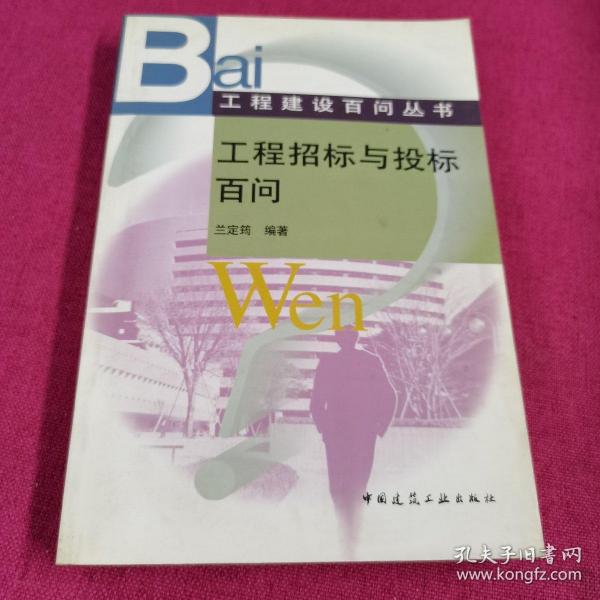 Bai
工程建设百问丛书
工程招标与投标
百问
兰定筠 编著
Wen
中国建筑工业出版社
孔夫子旧书网
www.kongfz.com